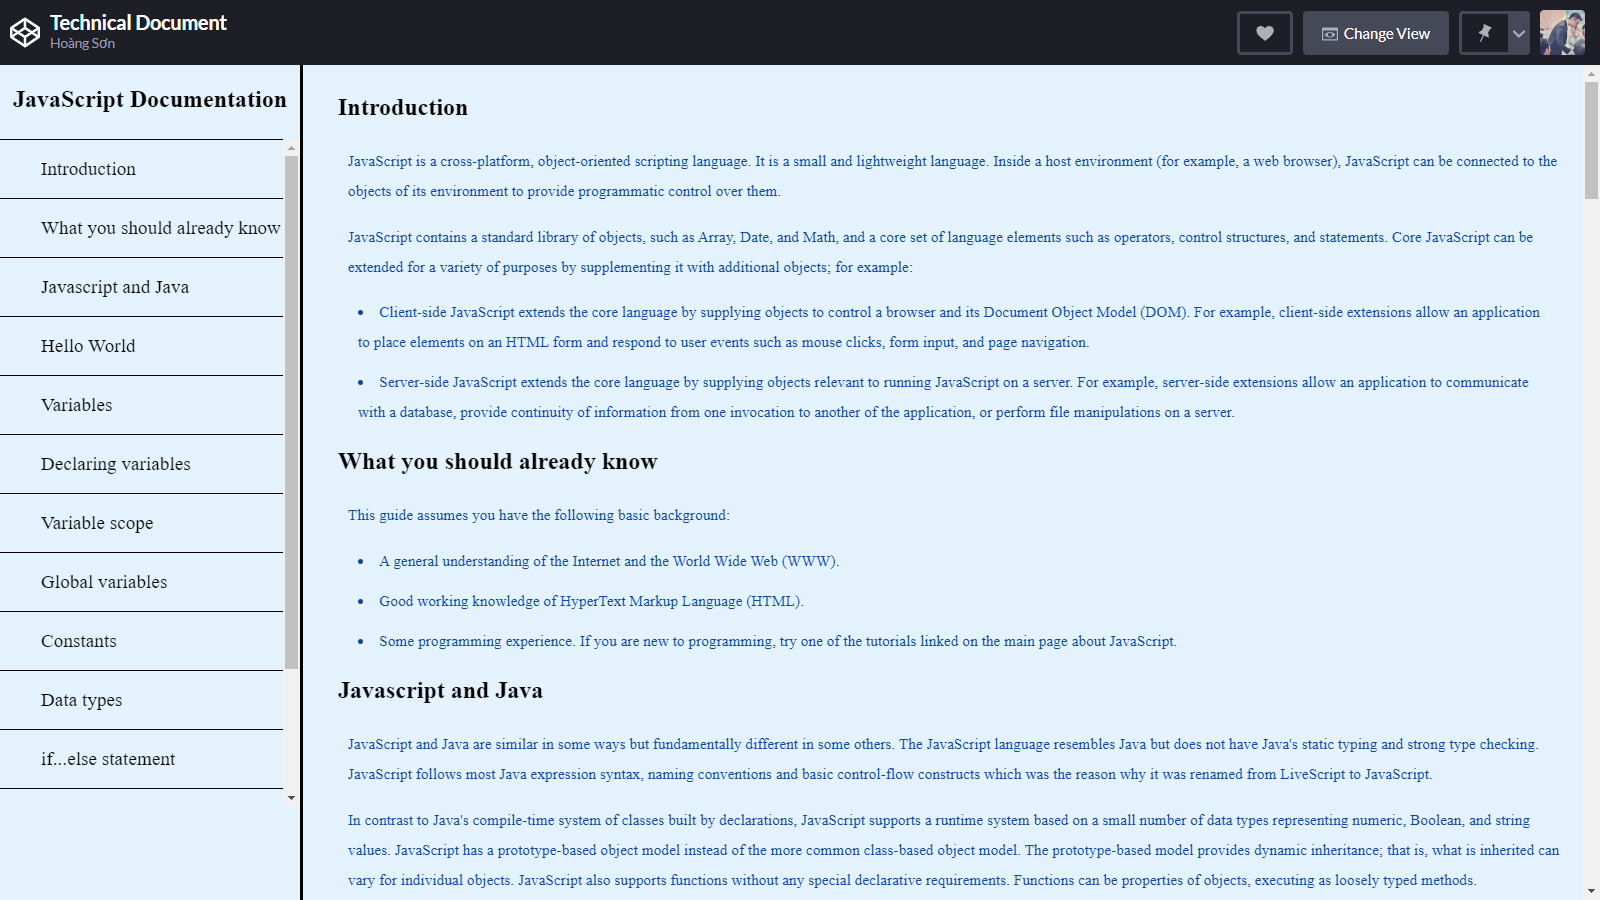 Technical Document
Hoàng Sơn
Change View
JavaScript Documentation
Introduction
What you should already know
Javascript and Java
Hello World
Variables
Declaring variables
Variable scope
Global variables
Constants
Data types
if...else statement
Introduction
JavaScript is a cross-platform, object-oriented scripting language. It is a small and lightweight language. Inside a host environment (for example, a web browser), JavaScript can be connected to the
objects of its environment to provide programmatic control over them.
JavaScript contains a standard library of objects, such as Array, Date, and Math, and a core set of language elements such as operators, control structures, and statements. Core JavaScript can be
extended for a variety of purposes by supplementing it with additional objects; for example:
• Client-side JavaScript extends the core language by supplying objects to control a browser and its Document Object Model (DOM). For example, client-side extensions allow an application
to place elements on an HTML form and respond to user events such as mouse clicks, form input, and page navigation.
• Server-side JavaScript extends the core language by supplying objects relevant to running JavaScript on a server. For example, server-side extensions allow an application to communicate
with a database, provide continuity of information from one invocation to another of the application, or perform file manipulations on a server.
What you should already know
This guide assumes you have the following basic background:
• A general understanding of the Internet and the World Wide Web (WWW).
• Good working knowledge of HyperText Markup Language (HTML).
• Some programming experience. If you are new to programming, try one of the tutorials linked on the main page about JavaScript.
Javascript and Java
JavaScript and Java are similar in some ways but fundamentally different in some others. The JavaScript language resembles Java but does not have Java's static typing and strong type checking.
JavaScript follows most Java expression syntax, naming conventions and basic control-flow constructs which was the reason why it was renamed from LiveScript to JavaScript.
In contrast to Java's compile-time system of classes built by declarations, JavaScript supports a runtime system based on a small number of data types representing numeric, Boolean, and string
values. JavaScript has a prototype-based object model instead of the more common class-based object model. The prototype-based model provides dynamic inheritance; that is, what is inherited can
vary for individual objects. JavaScript also supports functions without any special declarative requirements. Functions can be properties of objects, executing as loosely typed methods.